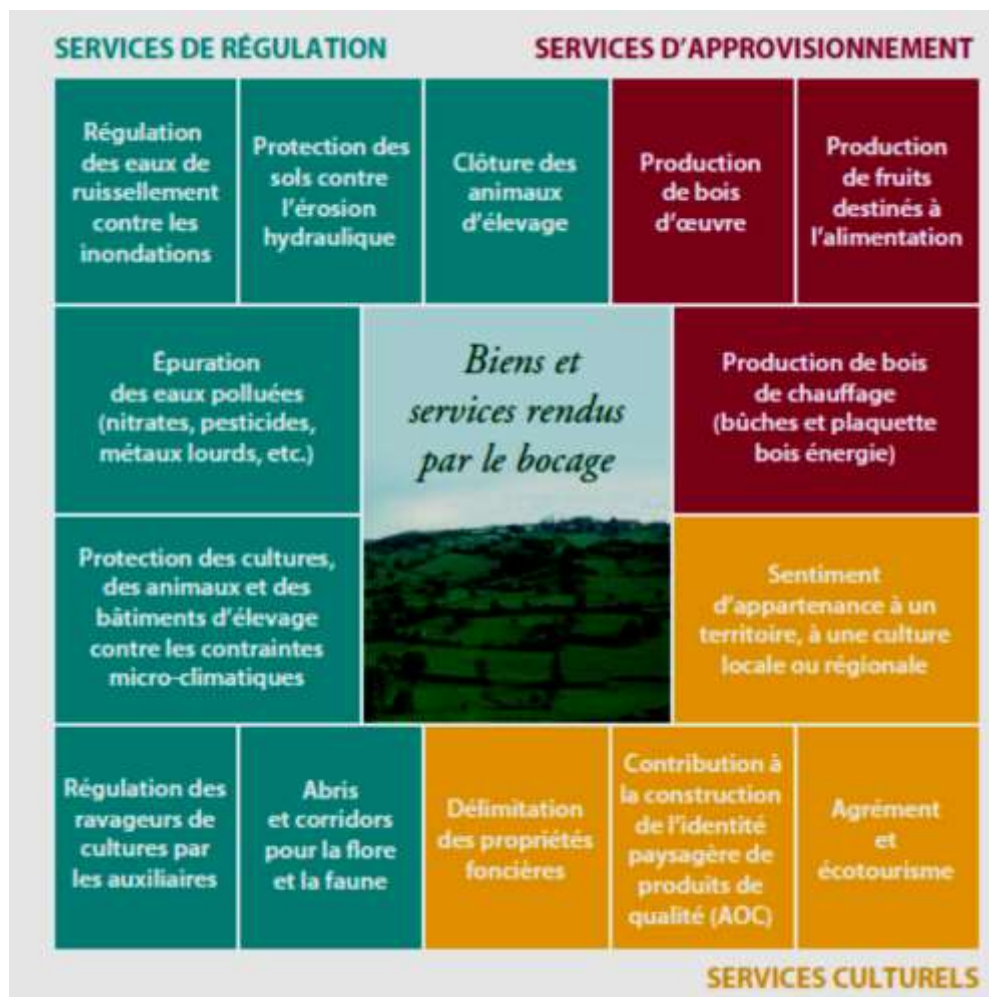 SERVICES DE RÉGULATION
SERVICES D'APPROVISIONNEMENT
Régulation
des eaux de
ruissellement
contre les
inondations
Protection des
sols contre
l'érosion
hydraulique
Clôture des
animaux
d'élevage
Production
de bois
d'œuvre
Production
de fruits
destinés à
l'alimentation
Épuration
des eaux polluées
(nitrates, pesticides,
métaux lourds, etc.)
Biens et
services rendus
par le bocage
Production de bois
de chauffage
(bûches et plaquette
bois énergie)
Protection des cultures,
des animaux et des
bâtiments d'élevage
contre les contraintes
micro-climatiques
Sentiment
d'appartenance à un
territoire, à une culture
locale ou régionale
Régulation des
ravageurs de
cultures par
les auxiliaires
Abris
et corridors
pour la flore
et la faune
Délimitation
des propriétés
foncières
Contribution à
la construction
de l'identité
paysagère de
produits de
qualité (AOC)
Agrément
et
écotourisme
SERVICES CULTURELS